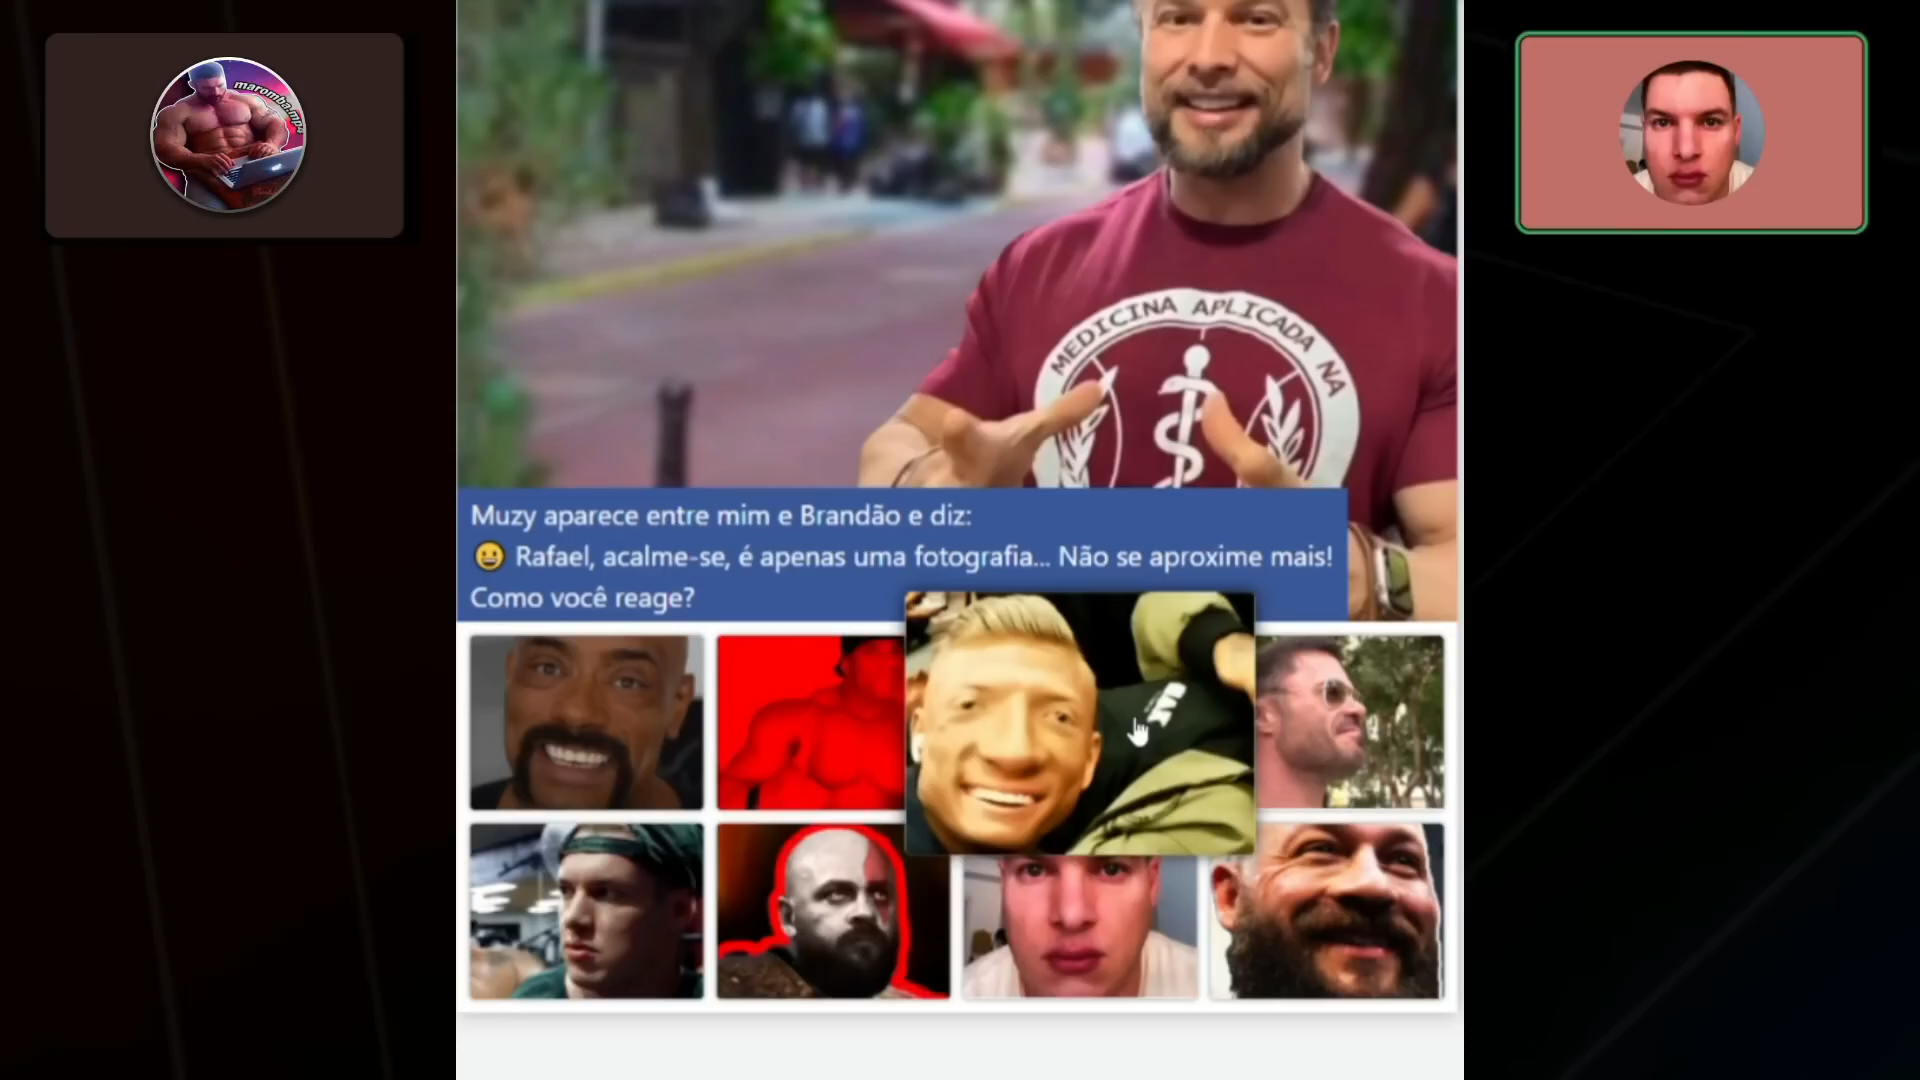 maromba.mp4
MEDICINA APLICADA NA
Muzy aparece entre mim e Brandão e diz:
😀 Rafael, acalme-se, é apenas uma fotografia... Não se aproxime mais!
Como você reage?